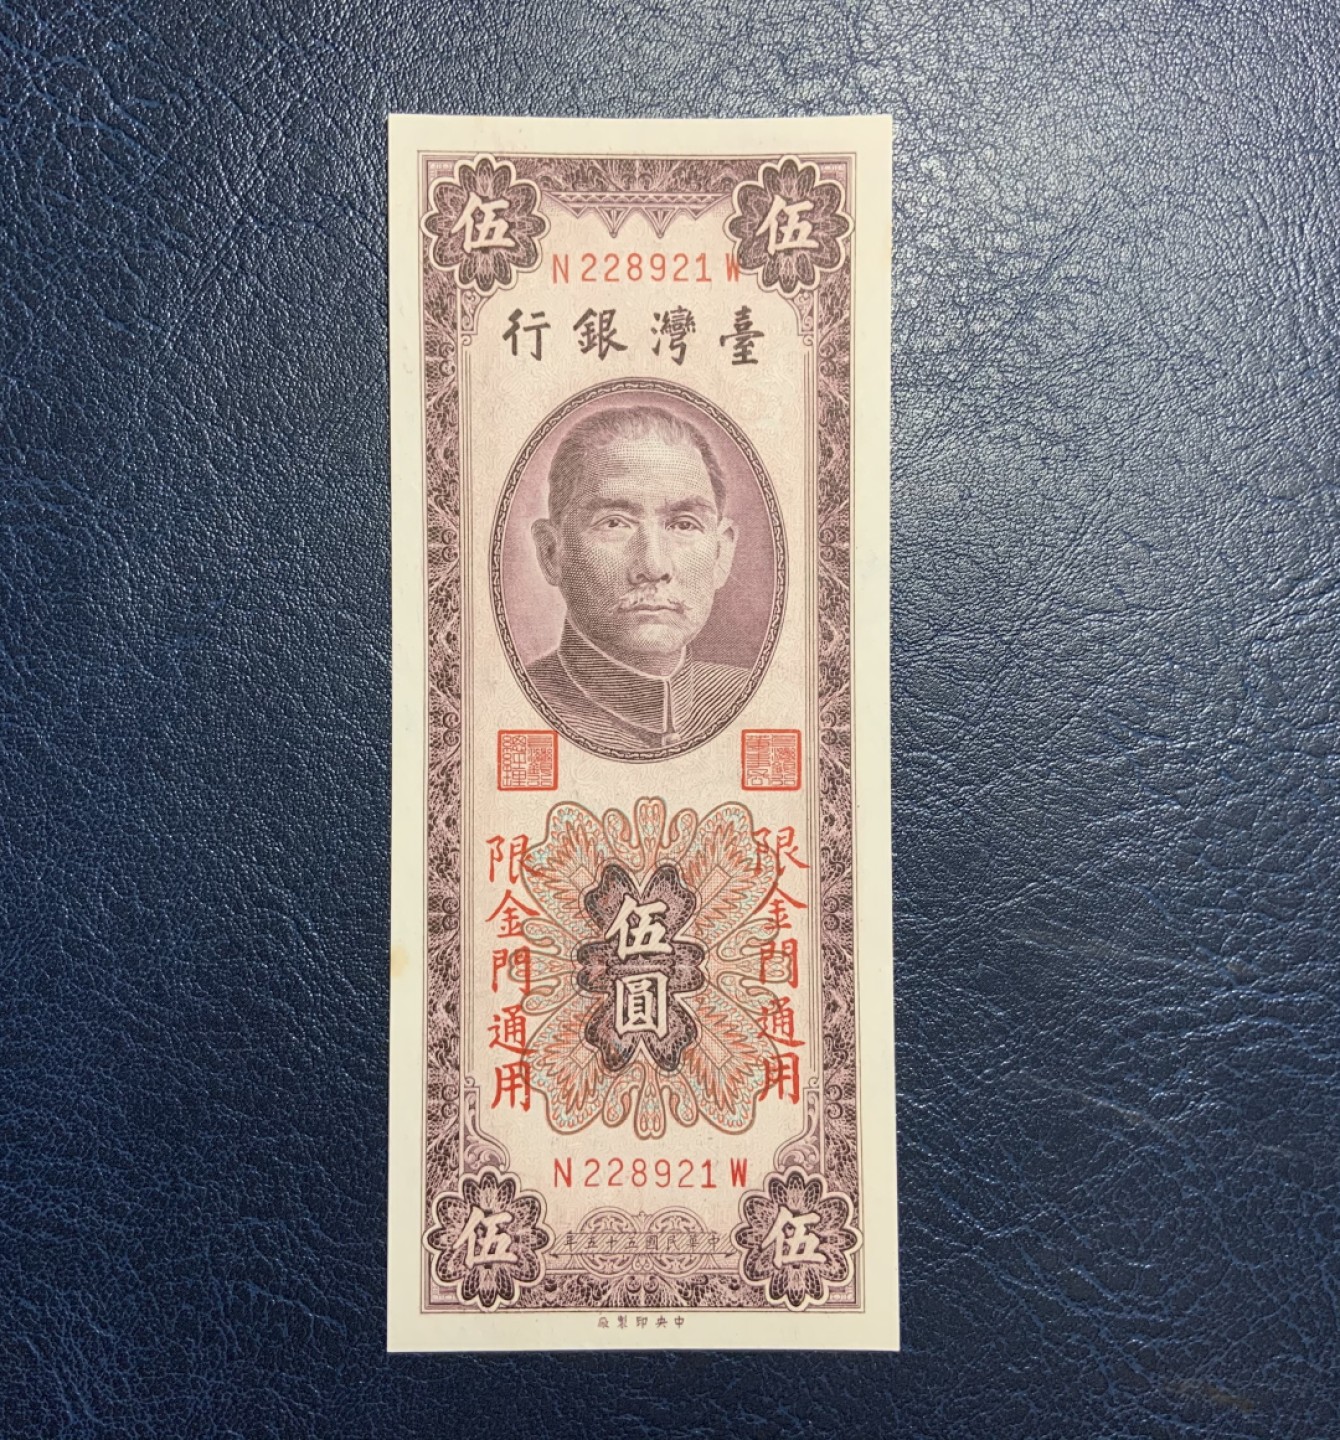 伍 伍
N228921W
臺灣銀行
限金門通用
伍圓
限金門通用
N228921W
伍 伍
中華民國五十五年
中央印製廠